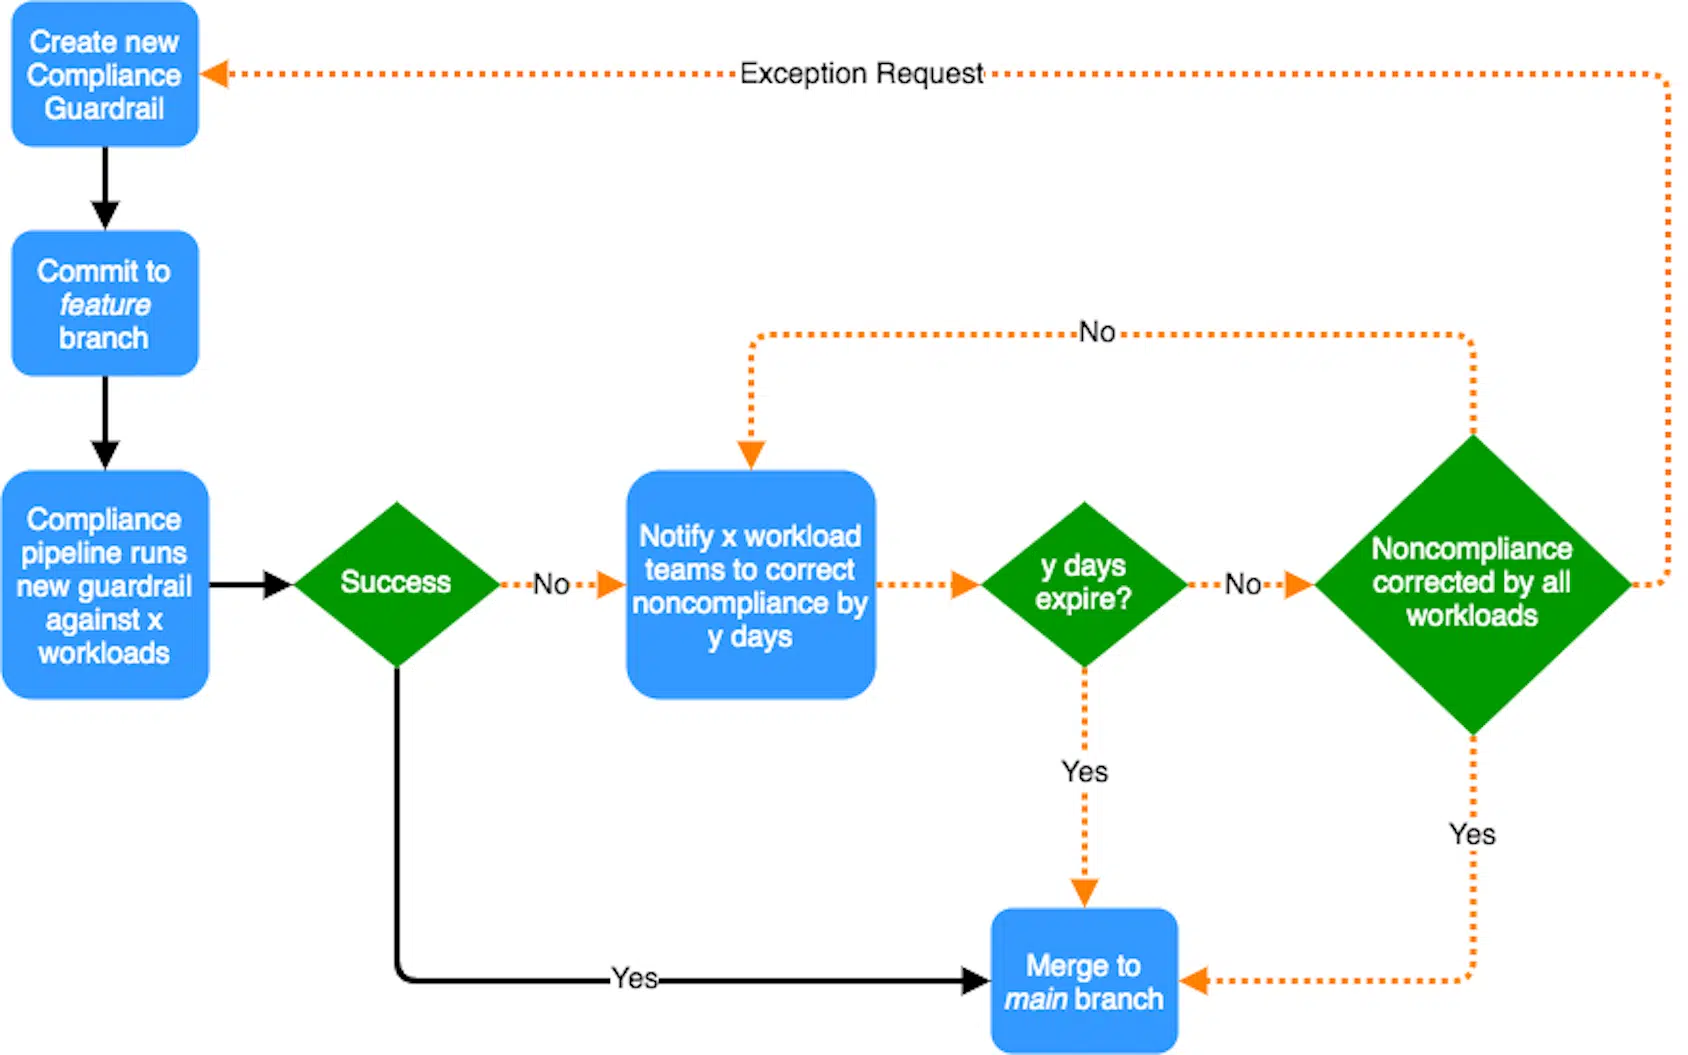 Create new
Compliance
Guardrail
Exception Request
Commit to
feature
branch
No
Compliance
pipeline runs
new guardrail
against x
workloads
Success
No
Notify x workload
teams to correct
noncompliance by
y days
y days
expire?
No
Noncompliance
corrected by all
workloads
Yes
Yes
Yes
Merge to
main branch